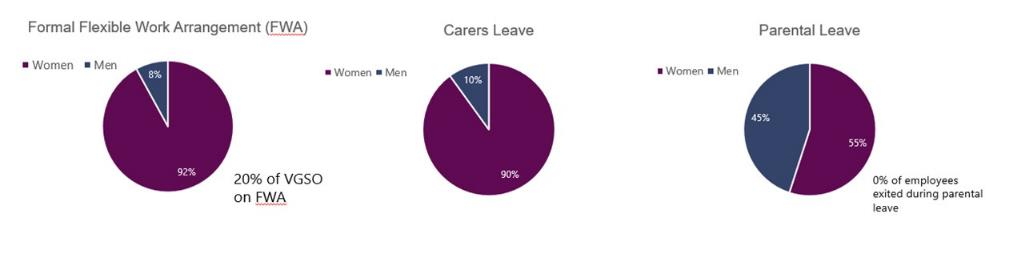 Formal Flexible Work Arrangement (FWA)
Women Men
8%
92%
20% of VGSO
on FWA
Carers Leave
Women Men
10%
90%
Parental Leave
Women Men
45%
55%
0% of employees
exited during parental
leave